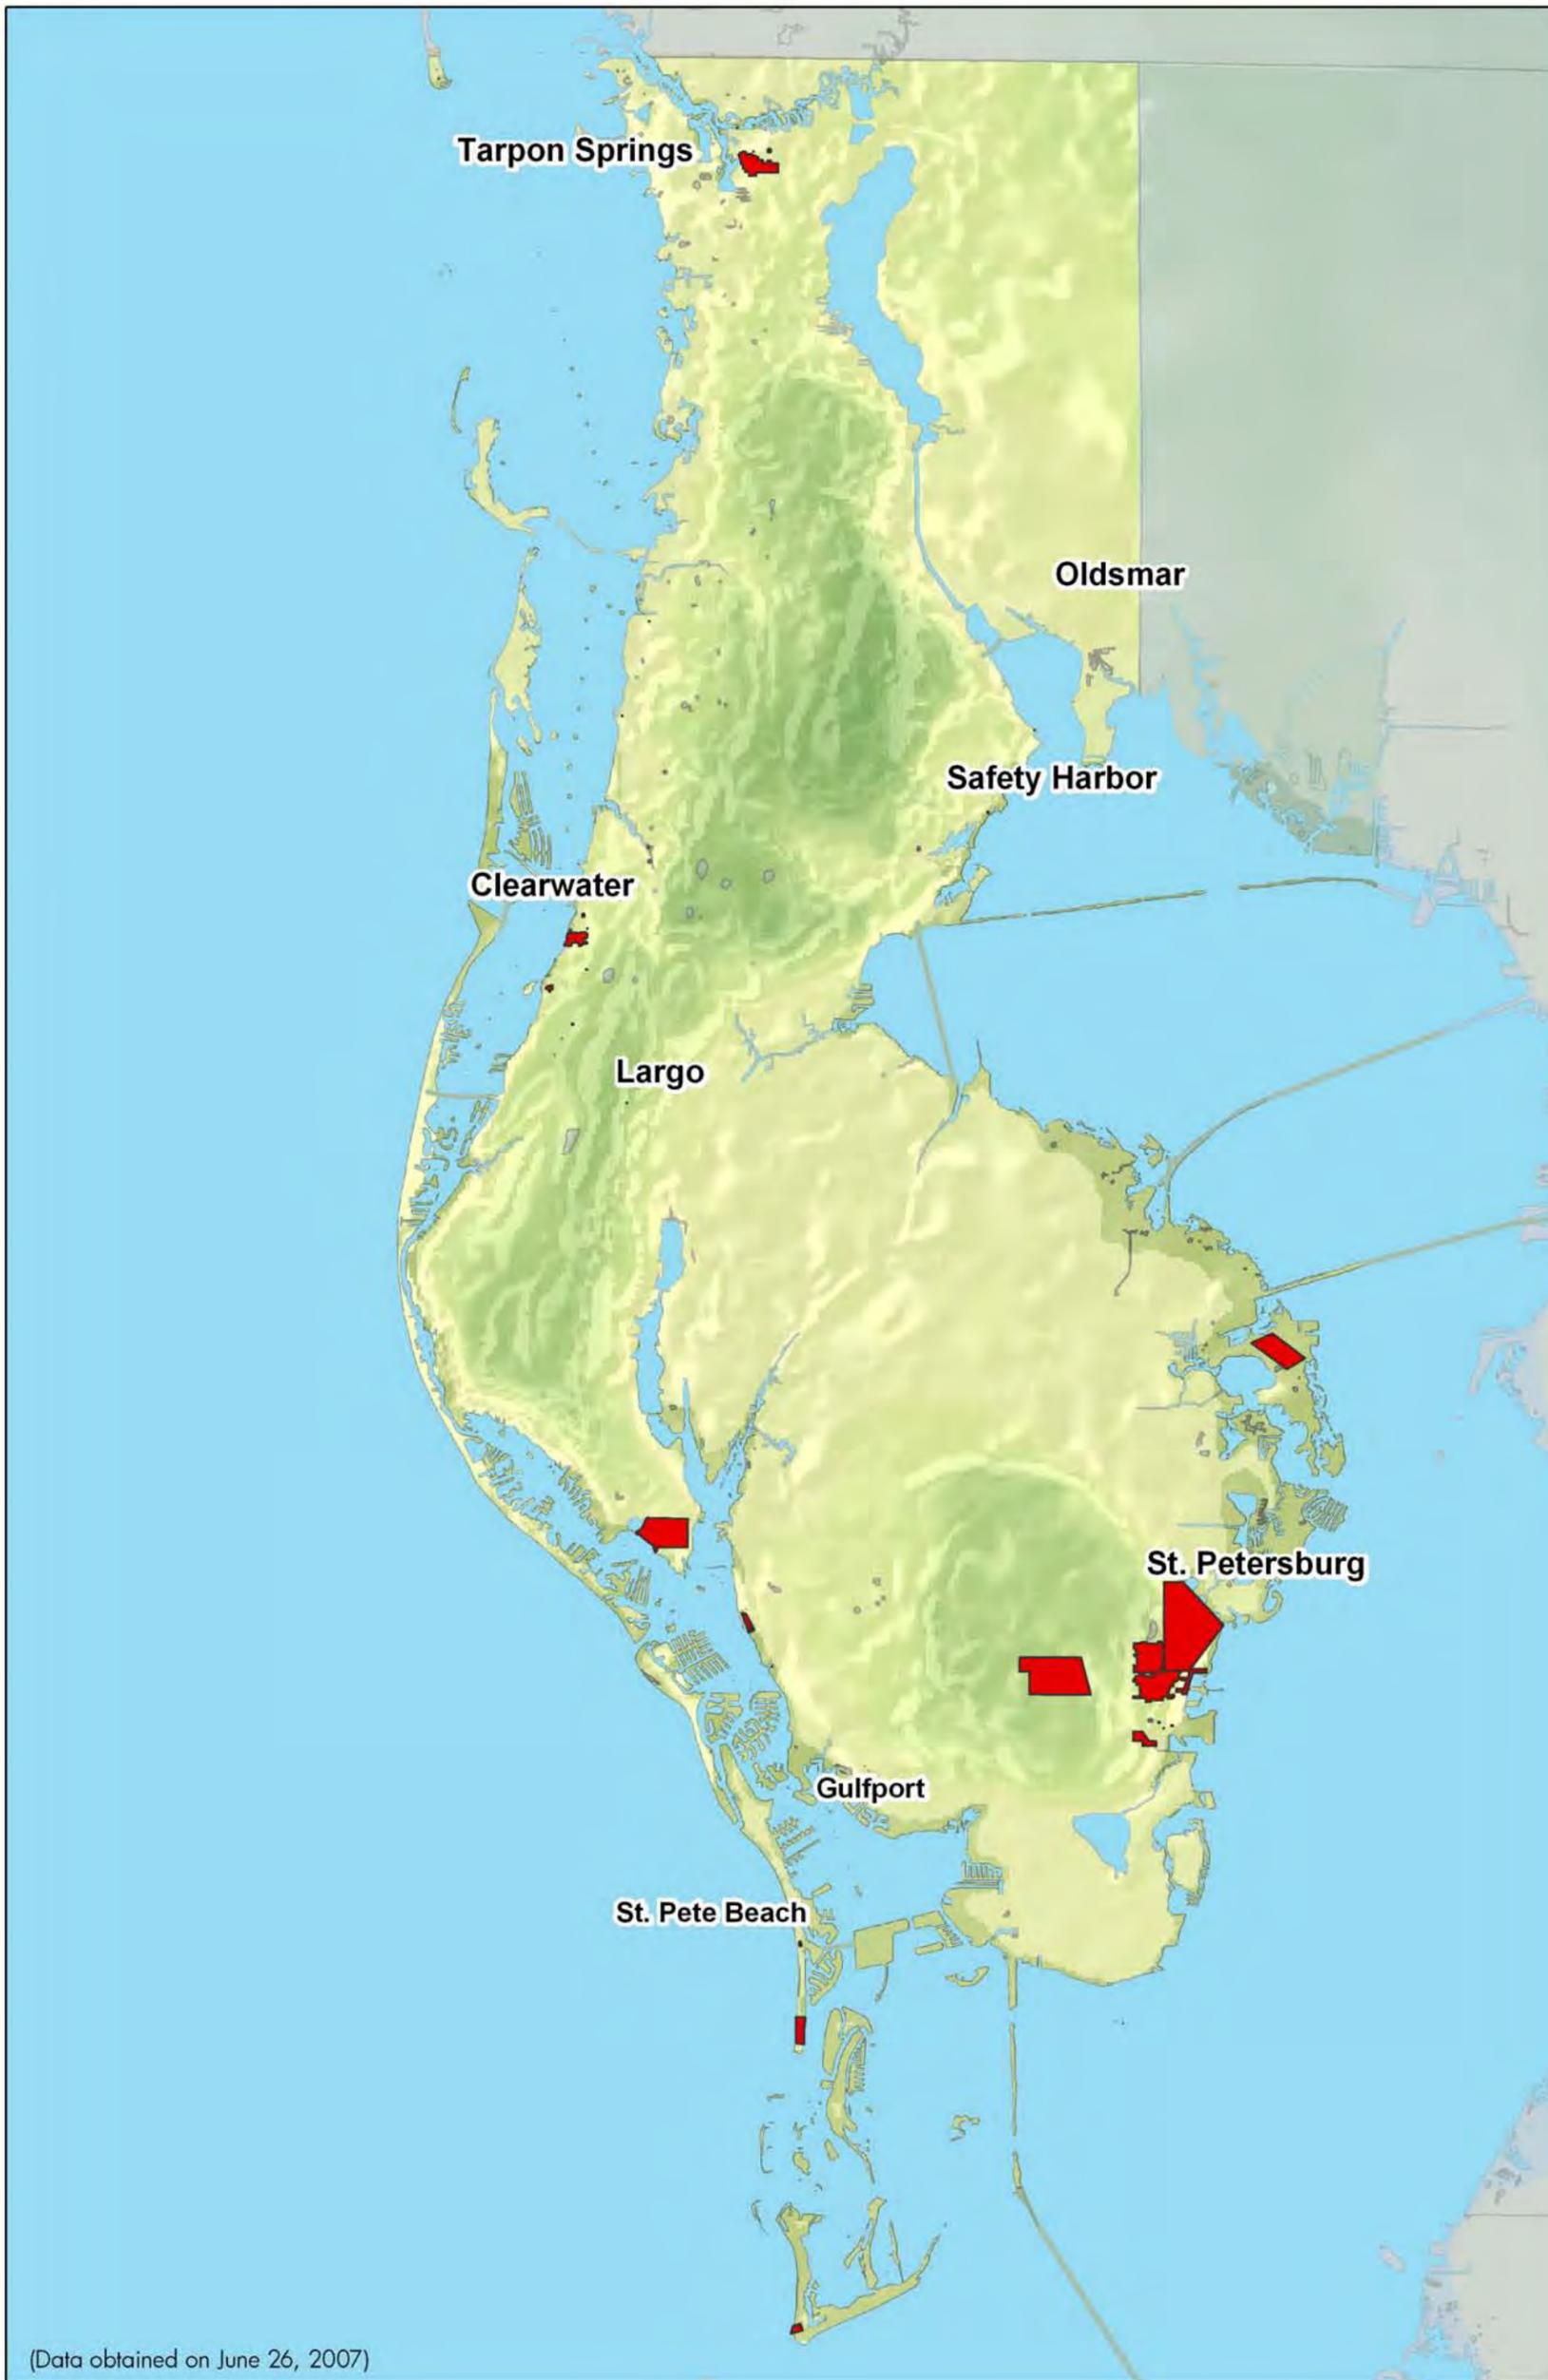 Tarpon Springs
Oldsmar
Safety Harbor
Clearwater
Largo
St. Petersburg
Gulfport
St. Pete Beach
(Data obtained on June 26, 2007)